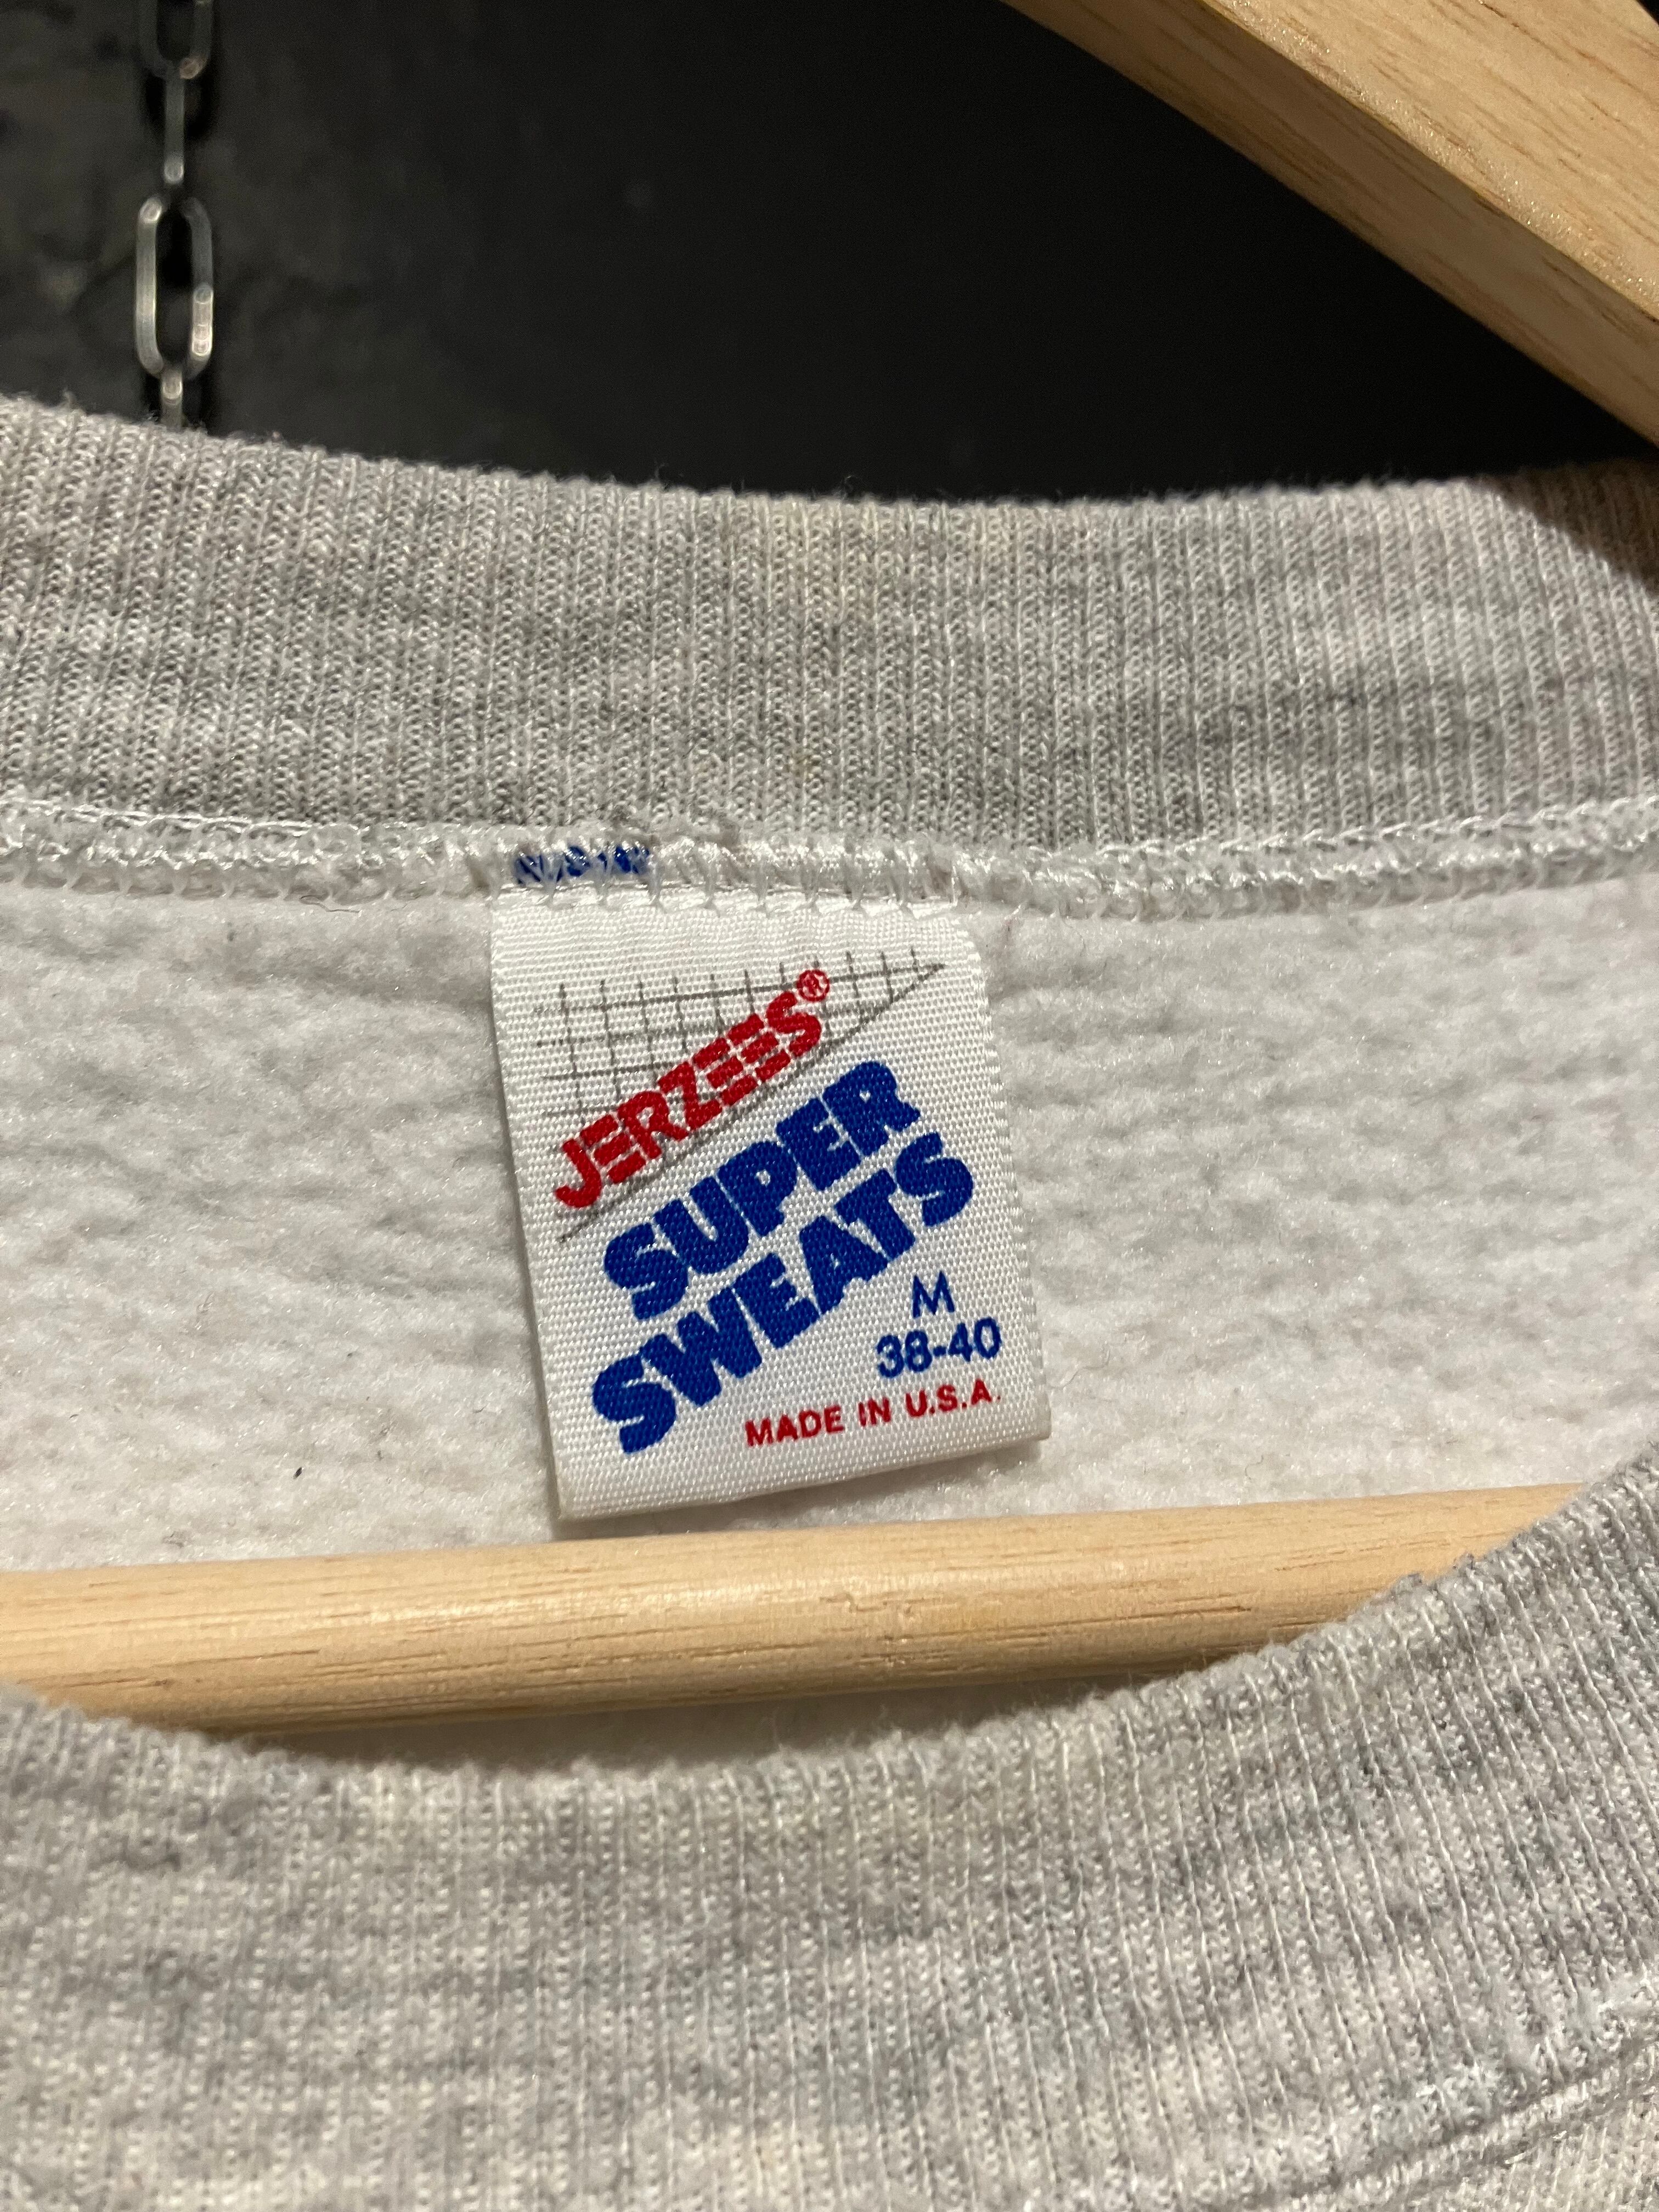 JERZEES®
SUPER
SWEATS
M
38-40
MADE IN U.S.A.